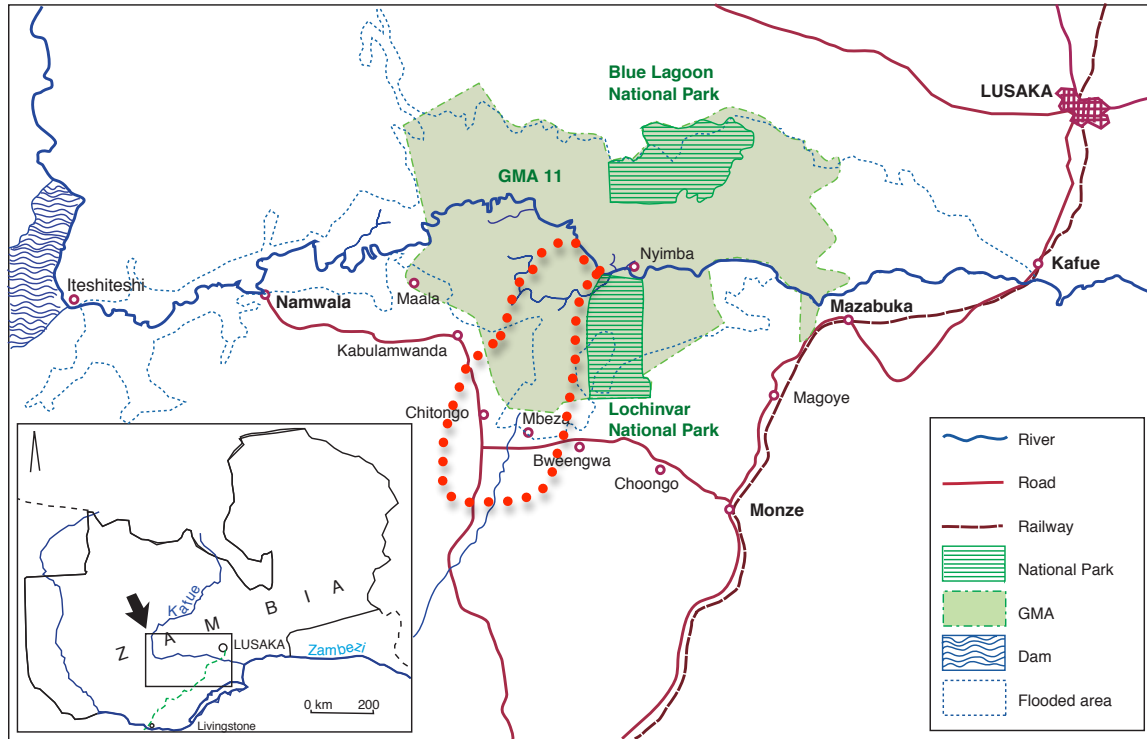 Blue Lagoon
National Park
LUSAKA
GMA 11
Nyimba
Kafue
Iteshiteshi
Namwala
Maala
Mazabuka
Kabulamwanda
Magoye
Chitongo
Mbeza
Lochinvar
National Park
Bweengwa
Choongo
Monze
River
Road
Railway
National Park
GMA
Dam
Flooded area
Kafue
Z A M B I A
LUSAKA
Zambezi
0 km 200
Livingstone